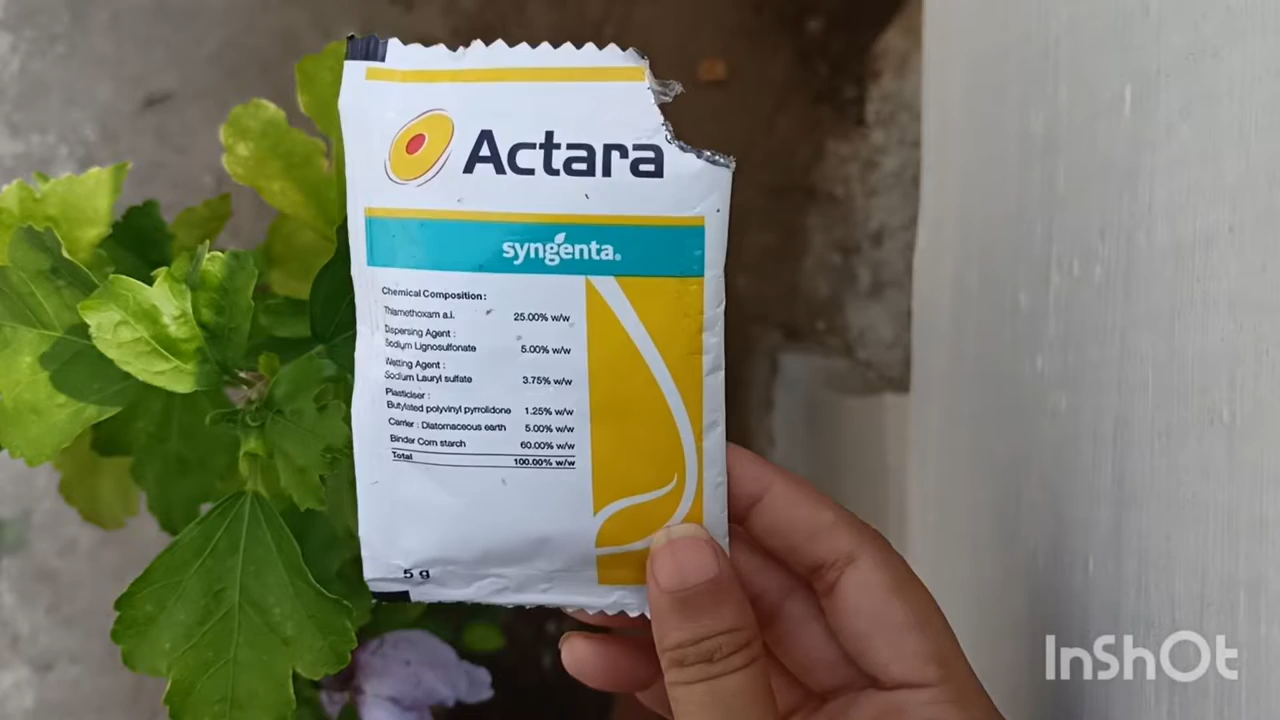 Actara
syngenta®
Chemical Composition :
Thiamethoxam a.i. 25.00% w/w
Dispersing Agent :
Sodium Lignosulfonate 5.00% w/w
Wetting Agent :
Sodium Lauryl sulfate 3.75% w/w
Plasticiser :
Butylated polyvinyl pyrrolidone 1.25% w/w
Carrier : Diatomaceous earth 5.00% w/w
Binder Corn starch 60.00% w/w
Total 100.00% w/w
5 g
InShOt